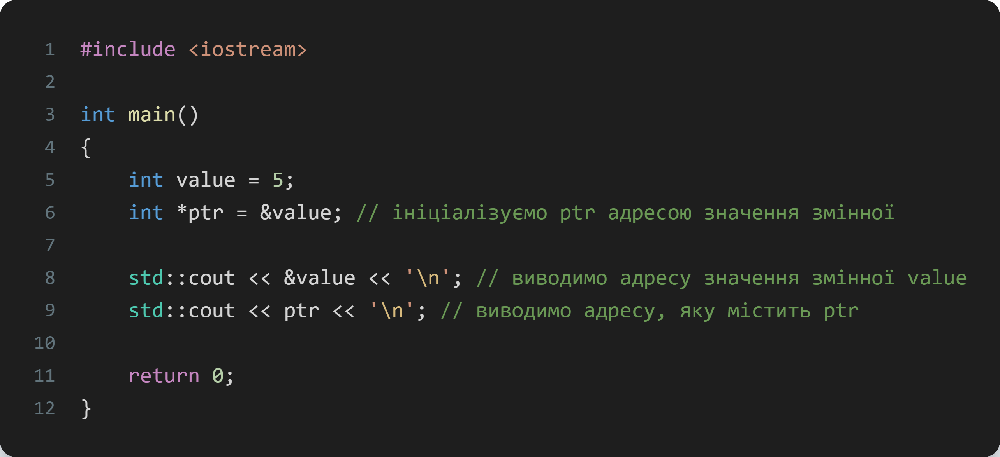 1 #include <iostream>
2
3 int main()
4 {
5     int value = 5;
6     int *ptr = &value; // ініціалізуємо ptr адресою значення змінної
7
8     std::cout << &value << '\n'; // виводимо адресу значення змінної value
9     std::cout << ptr << '\n'; // виводимо адресу, яку містить ptr
10
11     return 0;
12 }